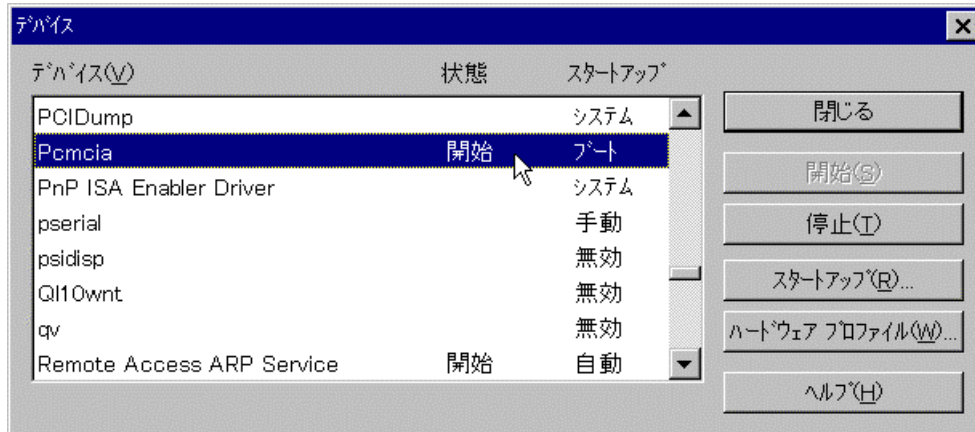 ﾃﾞﾊﾞｲｽ
ﾃﾞﾊﾞｲｽ(V) 状態 ｽﾀｰﾄｱｯﾌﾟ
PCIDump ｼｽﾃﾑ
Pcmcia 開始 ﾌﾞｰﾄ
PnP ISA Enabler Driver ｼｽﾃﾑ
pserial 手動
psidisp 無効
Ql10wnt 無効
qv 無効
Remote Access ARP Service 開始 自動
閉じる
開始(S)
停止(T)
ｽﾀｰﾄｱｯﾌﾟ(R)...
ﾊｰﾄﾞｳｪｱ ﾌﾟﾛﾌｧｲﾙ(W)...
ﾍﾙﾌﾟ(H)